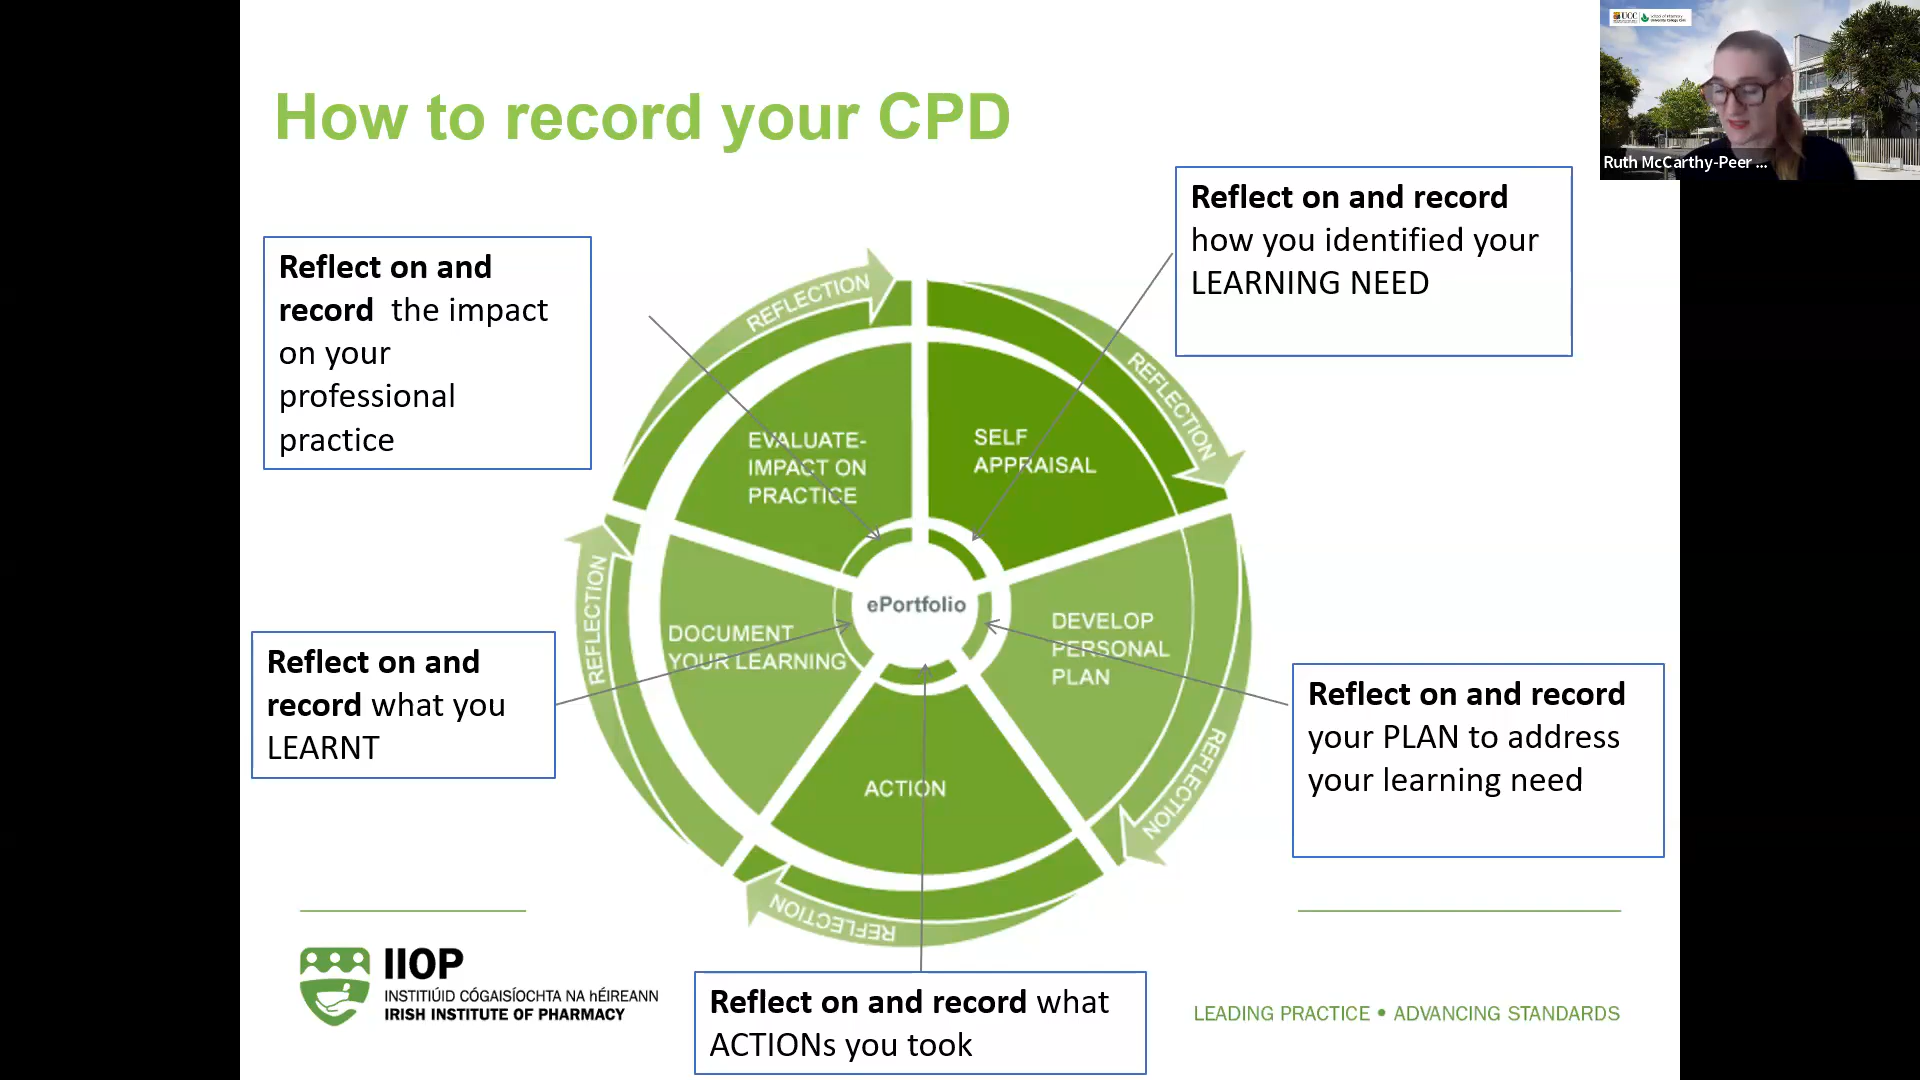 How to record your CPD
UCC
Ruth McCarthy-Peer ...
Reflect on and record
how you identified your
LEARNING NEED
Reflect on and
record the impact
on your
professional
practice
REFLECTION
REFLECTION
EVALUATE-
IMPACT ON
PRACTICE
SELF
APPRAISAL
ePortfolio
REFLECTION
DOCUMENT
YOUR LEARNING
DEVELOP
PERSONAL
PLAN
Reflect on and
record what you
LEARNT
Reflect on and record
your PLAN to address
your learning need
REFLECTION
ACTION
REFLECTION
IIOP
INSTITIÚID CÓGAISÍOCHTA NA hÉIREANN
IRISH INSTITUTE OF PHARMACY
Reflect on and record what
ACTIONs you took
LEADING PRACTICE • ADVANCING STANDARDS